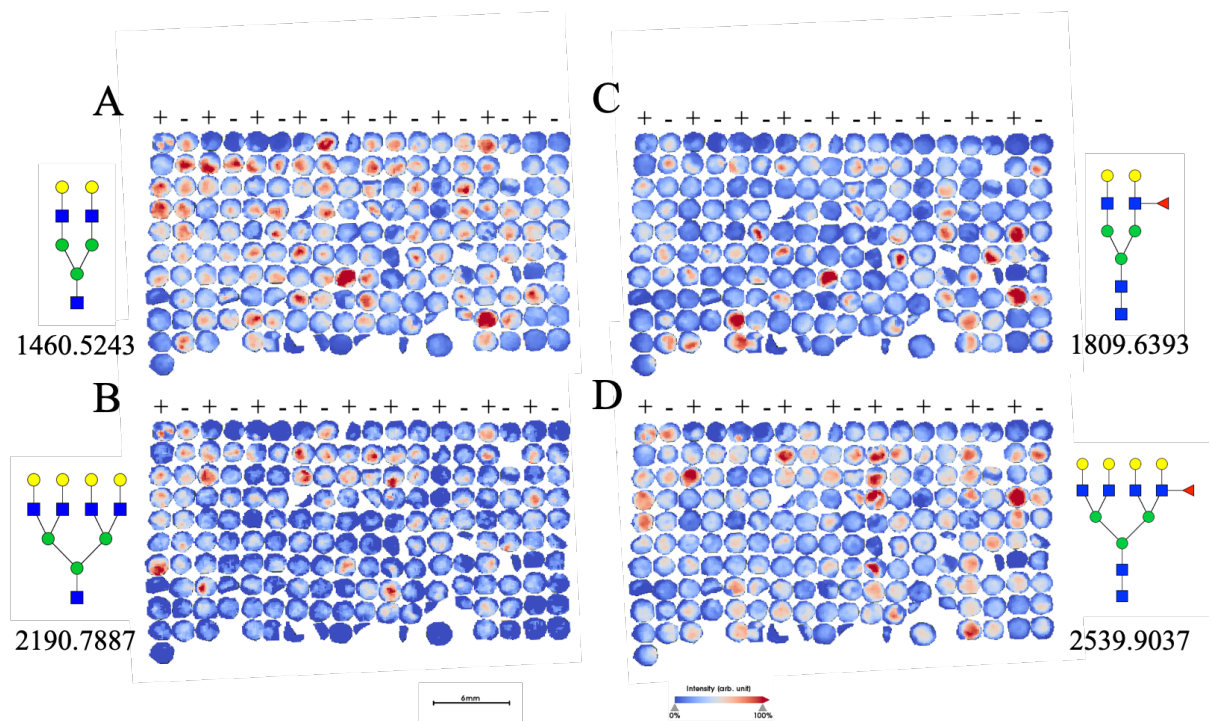 A
+ - + - + - + - + - + - + - + - + -
C
+ - + - + - + - + - + - + - + - + -
1460.5243
1809.6393
B
+ - + - + - + - + - + - + - + - + -
D
+ - + - + - + - + - + - + - + - + -
2190.7887
2539.9037
6mm
Intensity (arb. unit)
0%
100%